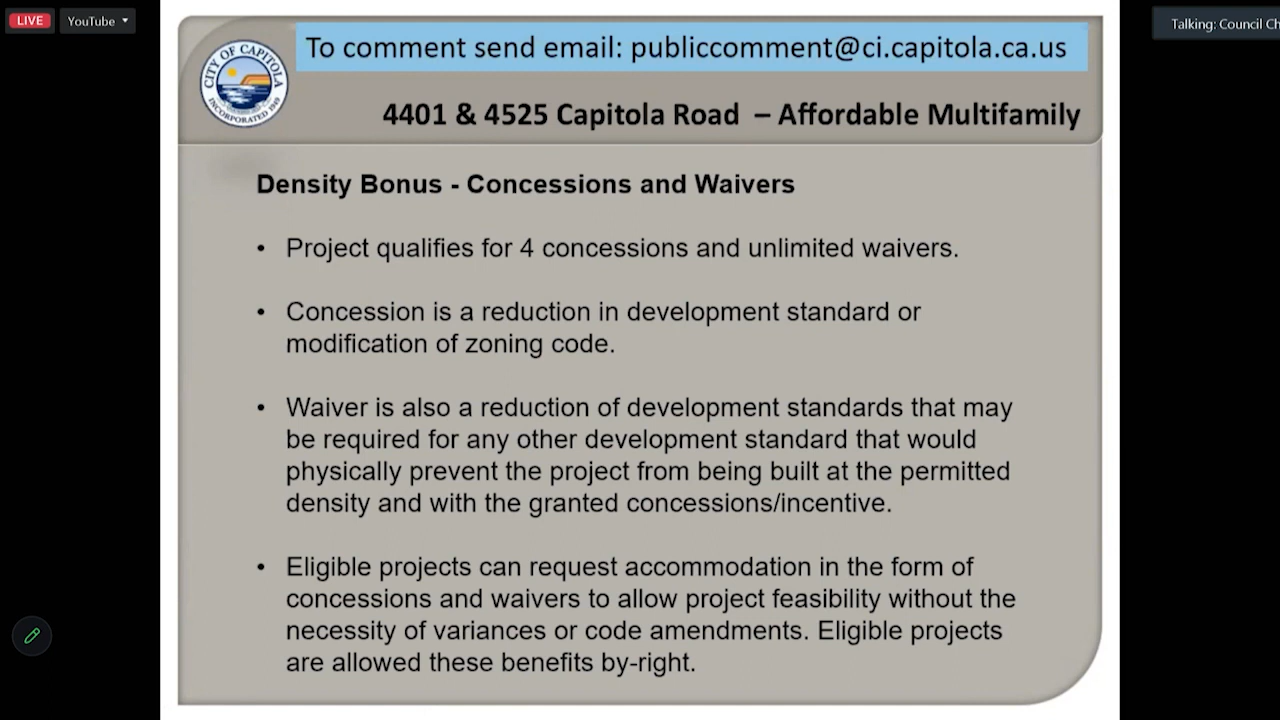 LIVE
YouTube
Talking: Council Ch
To comment send email: publiccomment@ci.capitola.ca.us
CITY OF CAPITOLA
INCORPORATED 1949
4401 & 4525 Capitola Road – Affordable Multifamily
Density Bonus - Concessions and Waivers
• Project qualifies for 4 concessions and unlimited waivers.
• Concession is a reduction in development standard or
modification of zoning code.
• Waiver is also a reduction of development standards that may
be required for any other development standard that would
physically prevent the project from being built at the permitted
density and with the granted concessions/incentive.
• Eligible projects can request accommodation in the form of
concessions and waivers to allow project feasibility without the
necessity of variances or code amendments. Eligible projects
are allowed these benefits by-right.